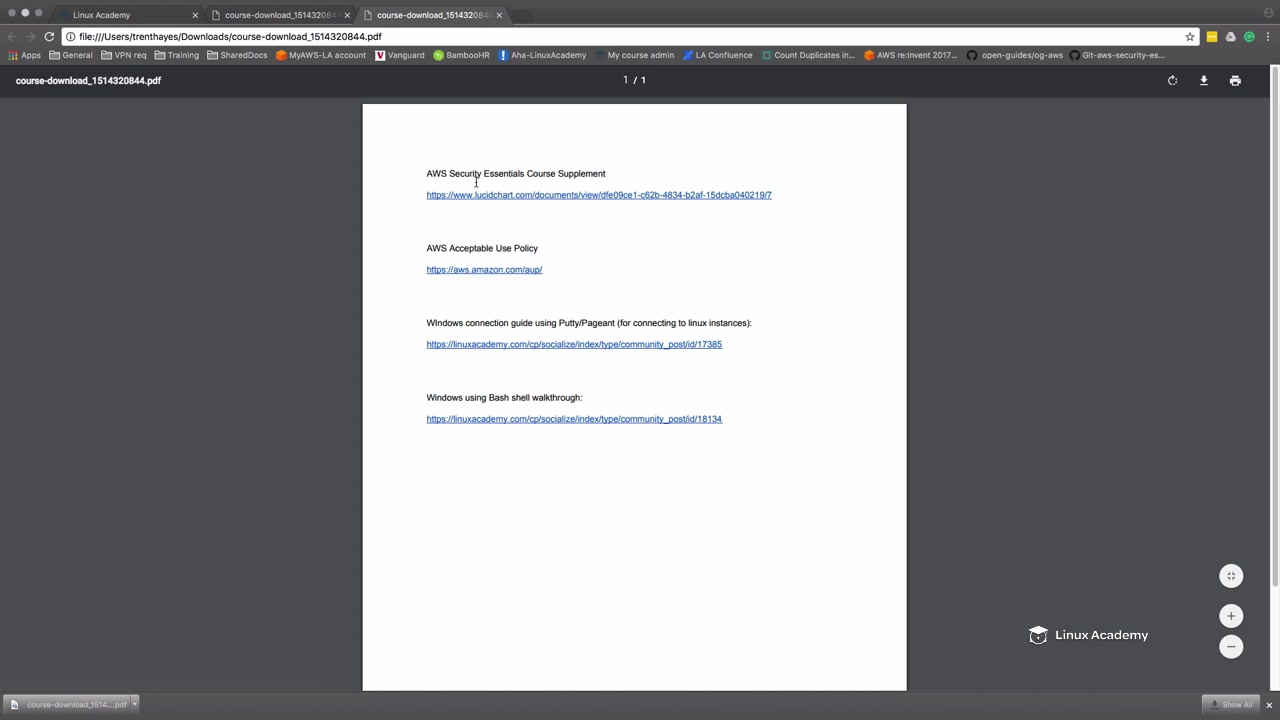 Linux Academy
course-download_1514320844
course-download_1514320844
file:///Users/trenthayes/Downloads/course-download_1514320844.pdf
Apps General VPN req Training SharedDocs MyAWS-LA account Vanguard BambooHR Aha-LinuxAcademy My course admin LA Confluence Count Duplicates in... AWS re:Invent 2017... open-guides/og-aws Git-aws-security-es...
course-download_1514320844.pdf
1 / 1
AWS Security Essentials Course Supplement
https://www.lucidchart.com/documents/view/dfe09ce1-c62b-4834-b2af-15dcba040219/7
AWS Acceptable Use Policy
https://aws.amazon.com/aup/
WIndows connection guide using Putty/Pageant (for connecting to linux instances):
https://linuxacademy.com/cp/socialize/index/type/community_post/id/17385
Windows using Bash shell walkthrough:
https://linuxacademy.com/cp/socialize/index/type/community_post/id/18134
Linux Academy
course-download_1514....pdf
Show All